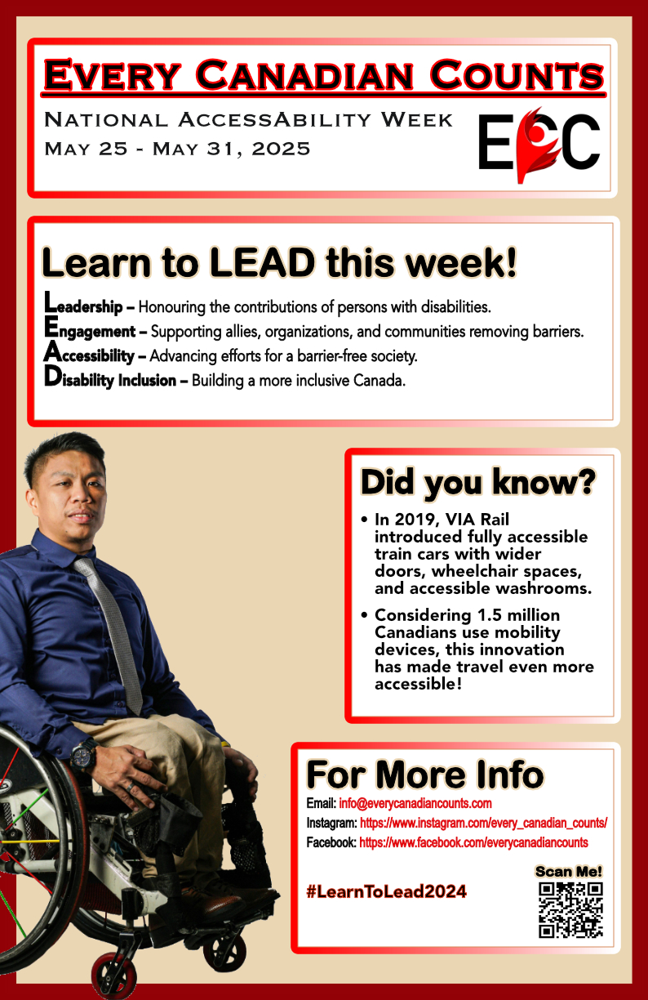 Every Canadian Counts
National AccessAbility Week
May 25 - May 31, 2025
ECC
Learn to LEAD this week!
Leadership – Honouring the contributions of persons with disabilities.
Engagement – Supporting allies, organizations, and communities removing barriers.
Accessibility – Advancing efforts for a barrier-free society.
Disability Inclusion – Building a more inclusive Canada.
Did you know?
• In 2019, VIA Rail
introduced fully accessible
train cars with wider
doors, wheelchair spaces,
and accessible washrooms.
• Considering 1.5 million
Canadians use mobility
devices, this innovation
has made travel even more
accessible!
For More Info
Email: info@everycanadiancounts.com
Instagram: https://www.instagram.com/every_canadian_counts/
Facebook: https://www.facebook.com/everycanadiancounts
Scan Me!
#LearnToLead2024